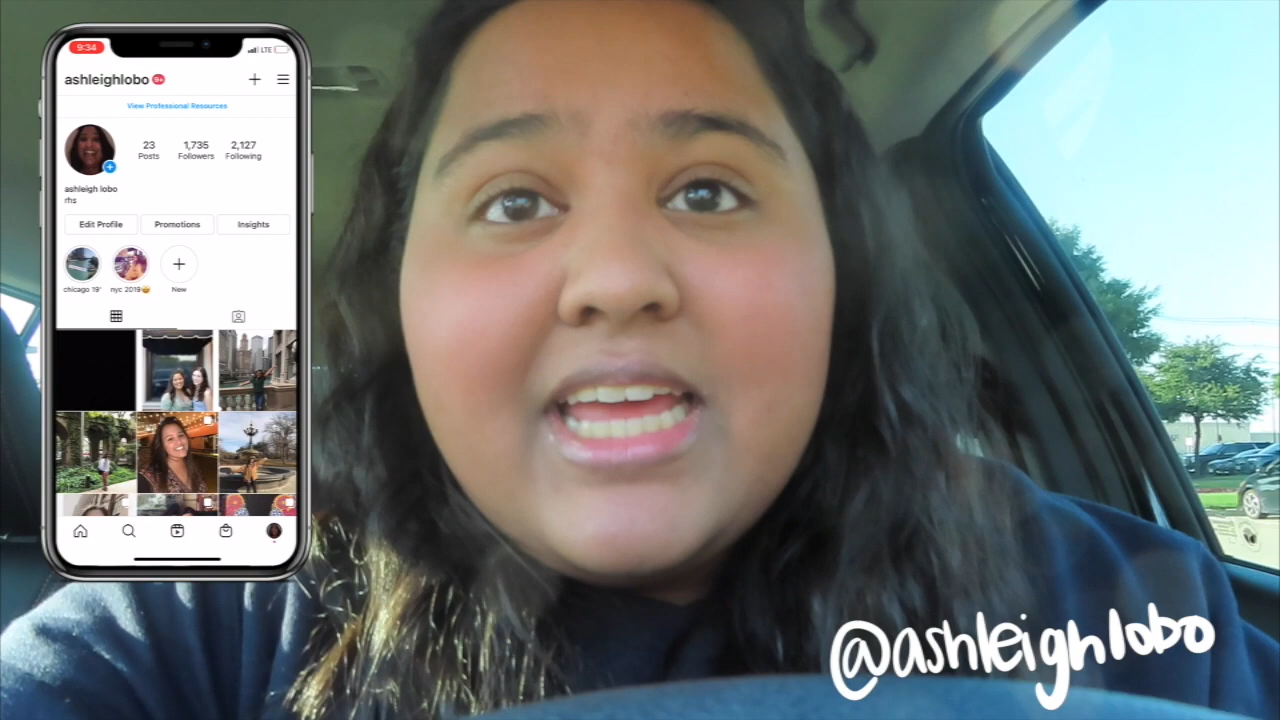 9:34
LTE
ashleighlobo 9+
View Professional Resources
23 1,735 2,127
Posts Followers Following
ashleigh lobo
rhs
Edit Profile Promotions Insights
chicago 19' nyc 2019😄 New
@ashleighlobo